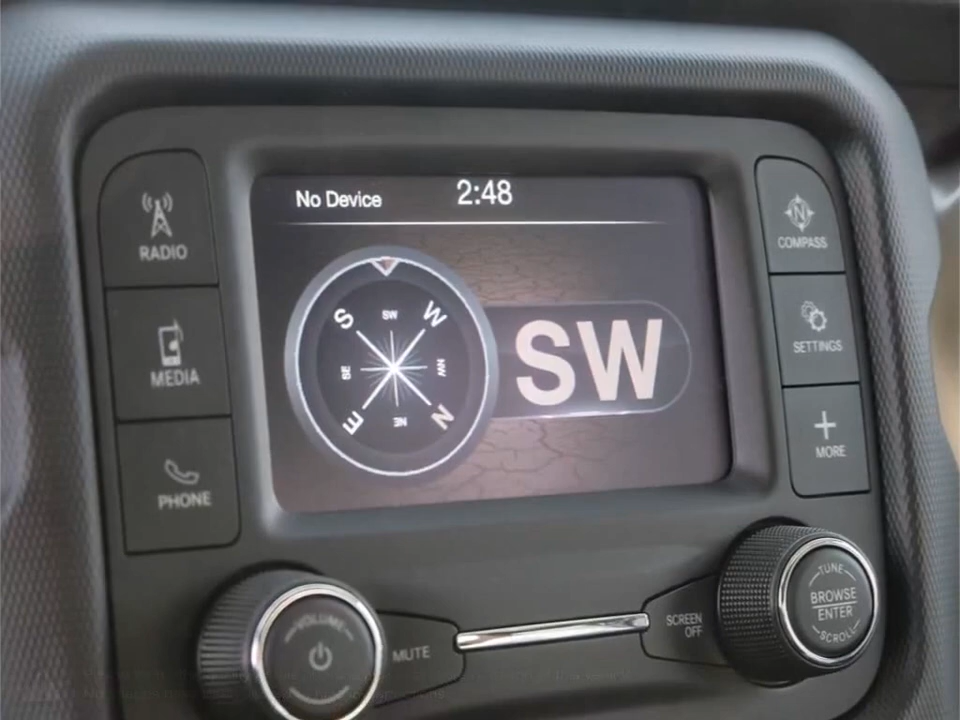 No Device
2:48
RADIO
MEDIA
PHONE
S
SW
W
SE
NW
E
NE
N
SW
N
COMPASS
SETTINGS
MORE
VOLUME
MUTE
SCREEN
OFF
TUNE
BROWSE
ENTER
SCROLL